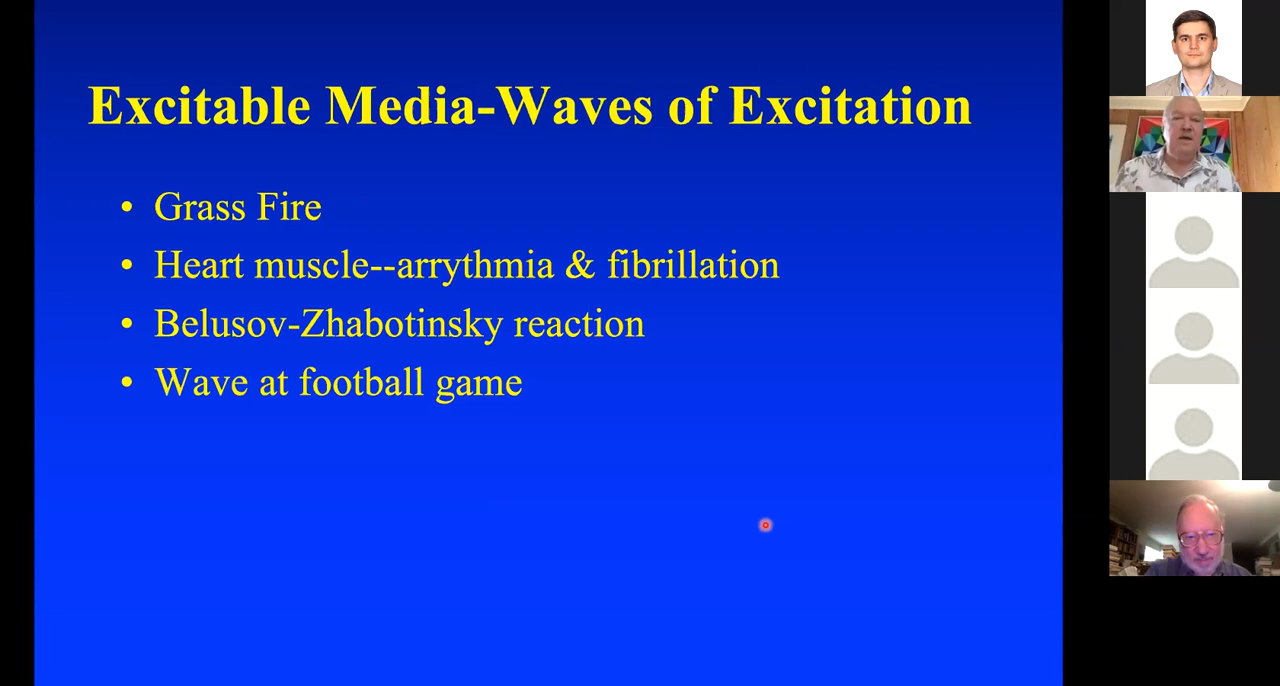 Excitable Media-Waves of Excitation
• Grass Fire
• Heart muscle--arrythmia & fibrillation
• Belusov-Zhabotinsky reaction
• Wave at football game